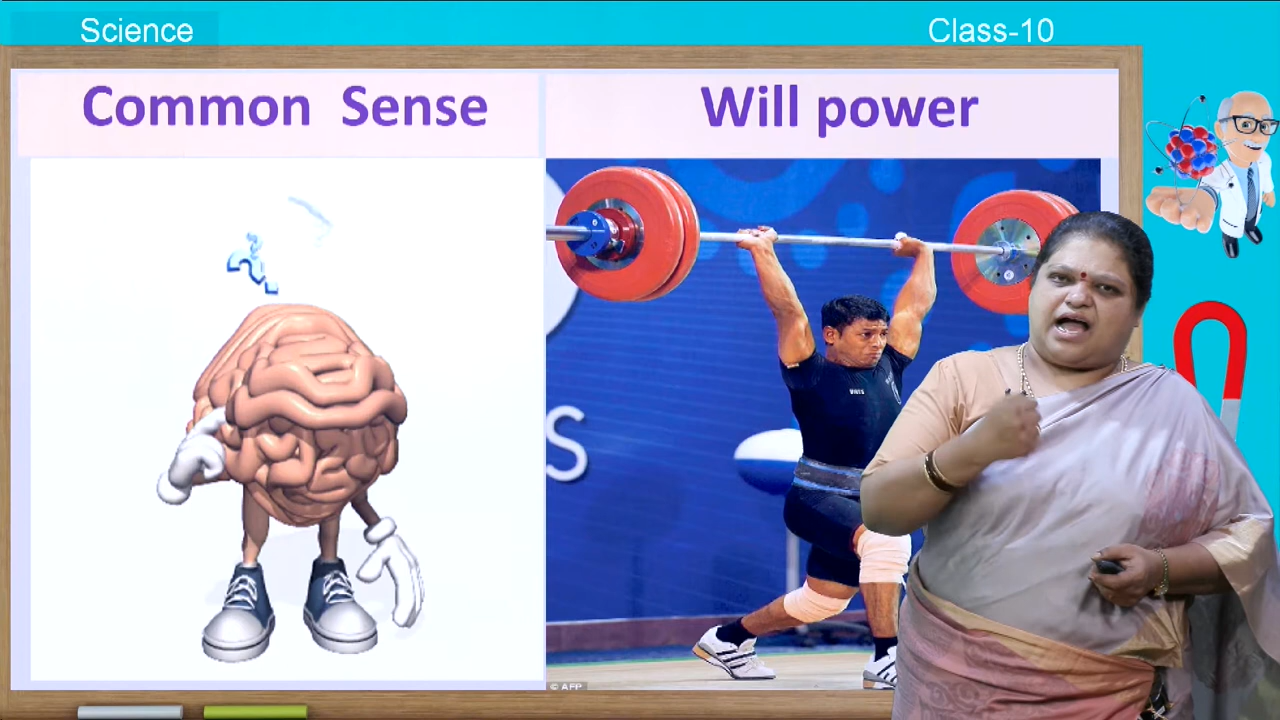 Science
Class-10
Common Sense
Will power
S
© AFP